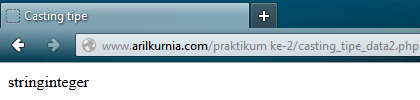 Casting tipe
www.arilkurnia.com/praktikum ke-2/casting_tipe_data2.php
stringinteger